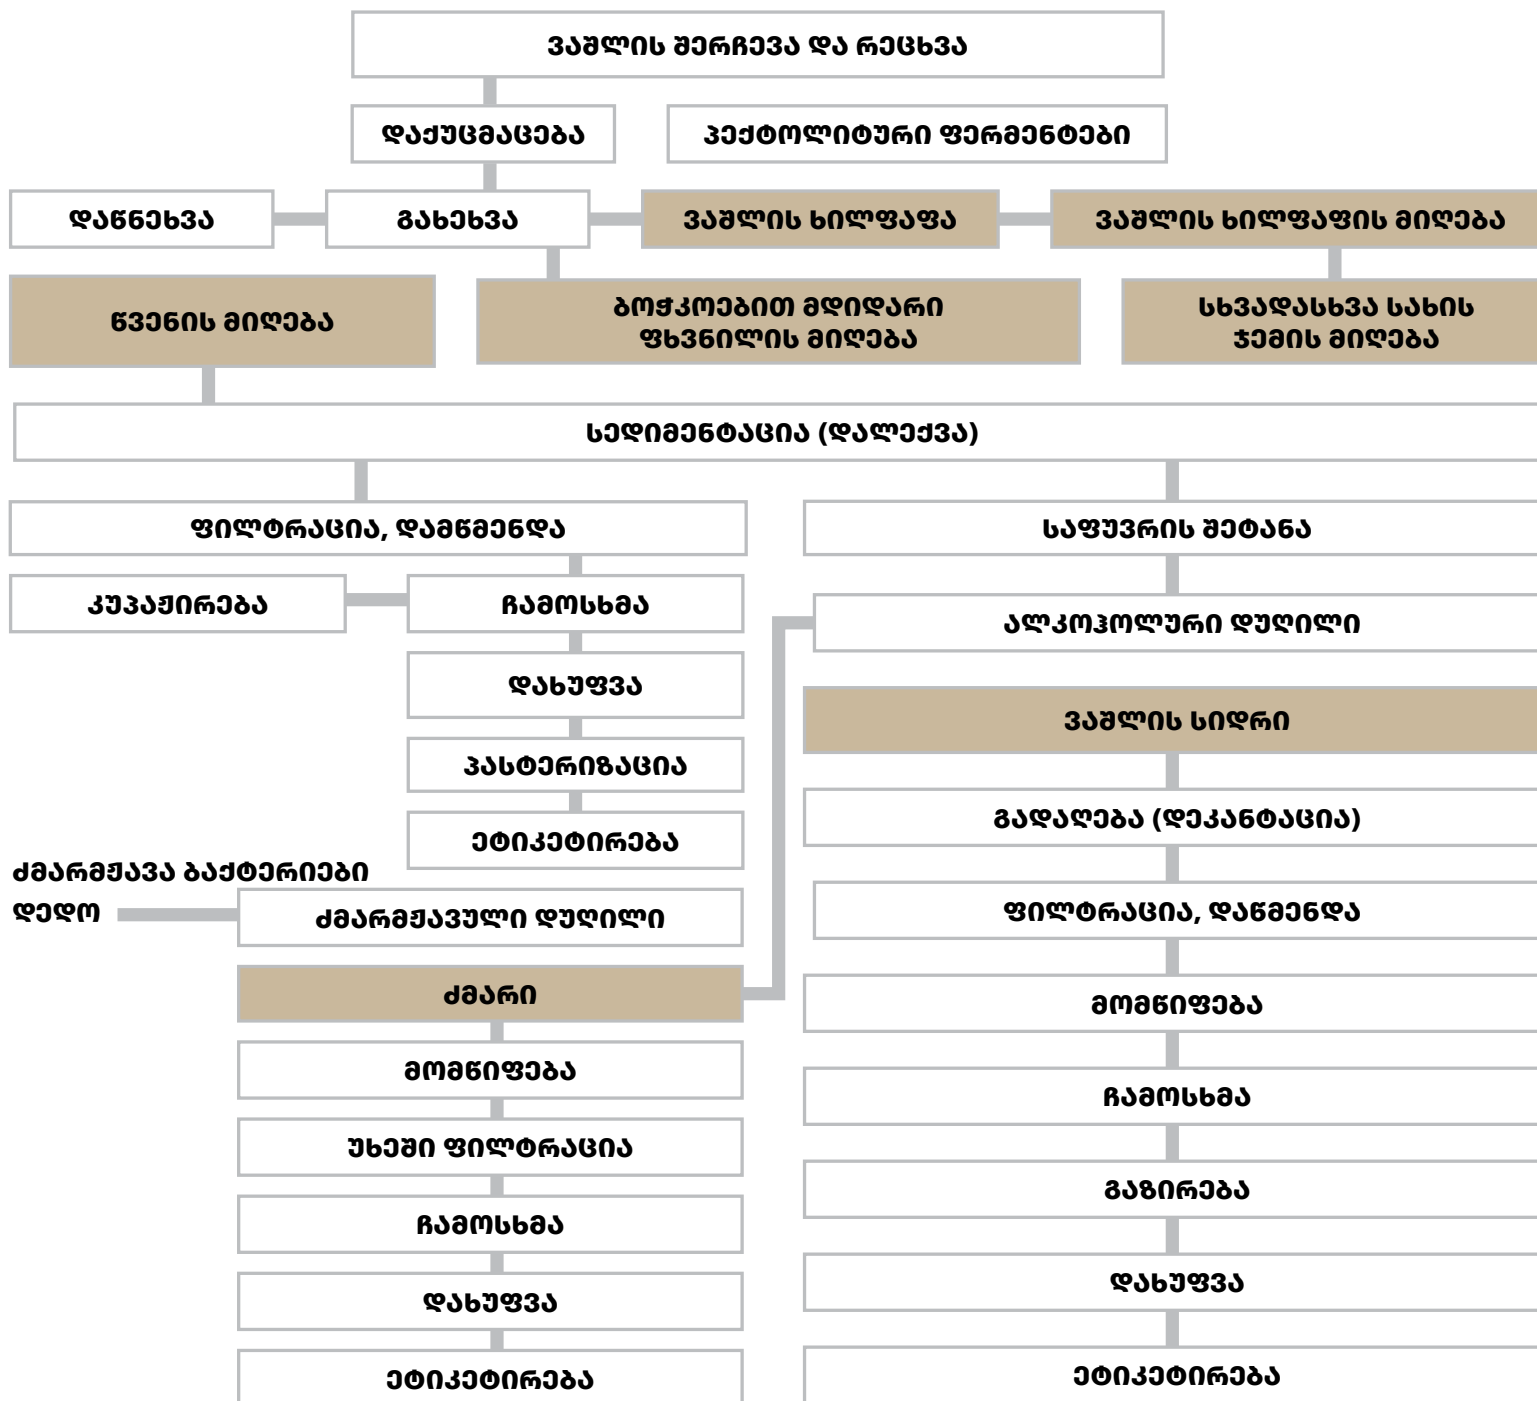 ვაშლის შერჩევა და რეცხვა
დაქუცმაცება
პექტოლიტური ფერმენტები
დაწნეხვა
გახეხვა
ვაშლის ხილფაფა
ვაშლის ხილფაფის მიღება
წვენის მიღება
ბოჭკოებით მდიდარი
ფხვნილის მიღება
სხვადასხვა სახის
ჯემის მიღება
სედიმენტაცია (დალექვა)
ფილტრაცია, დამწმენდა
საფუვრის შეტანა
კუპაჟირება
ჩამოსხმა
ალკოჰოლური დუღილი
დახუფვა
ვაშლის სიდრი
პასტერიზაცია
გადაღება (დეკანტაცია)
ეტიკეტირება
ძმარმჟავა ბაქტერიები
დედო
ძმარმჟავული დუღილი
ფილტრაცია, დაწმენდა
ძმარი
მომწიფება
მომწიფება
ჩამოსხმა
უხეში ფილტრაცია
გაზირება
ჩამოსხმა
დახუფვა
დახუფვა
ეტიკეტირება
ეტიკეტირება